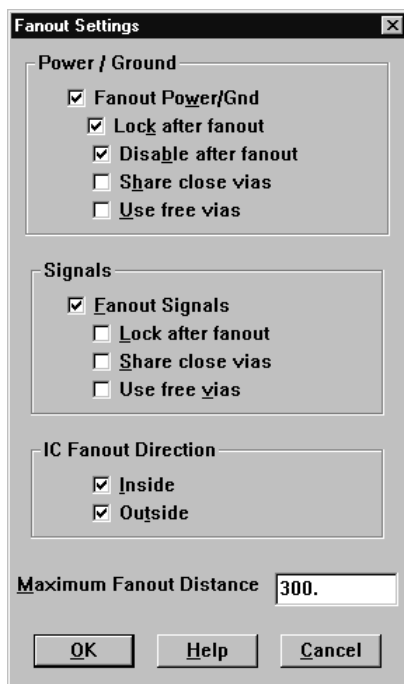 Fanout Settings
Power / Ground
Fanout Power/Gnd
Lock after fanout
Disable after fanout
Share close vias
Use free vias
Signals
Fanout Signals
Lock after fanout
Share close vias
Use free vias
IC Fanout Direction
Inside
Outside
Maximum Fanout Distance 300.
OK Help Cancel